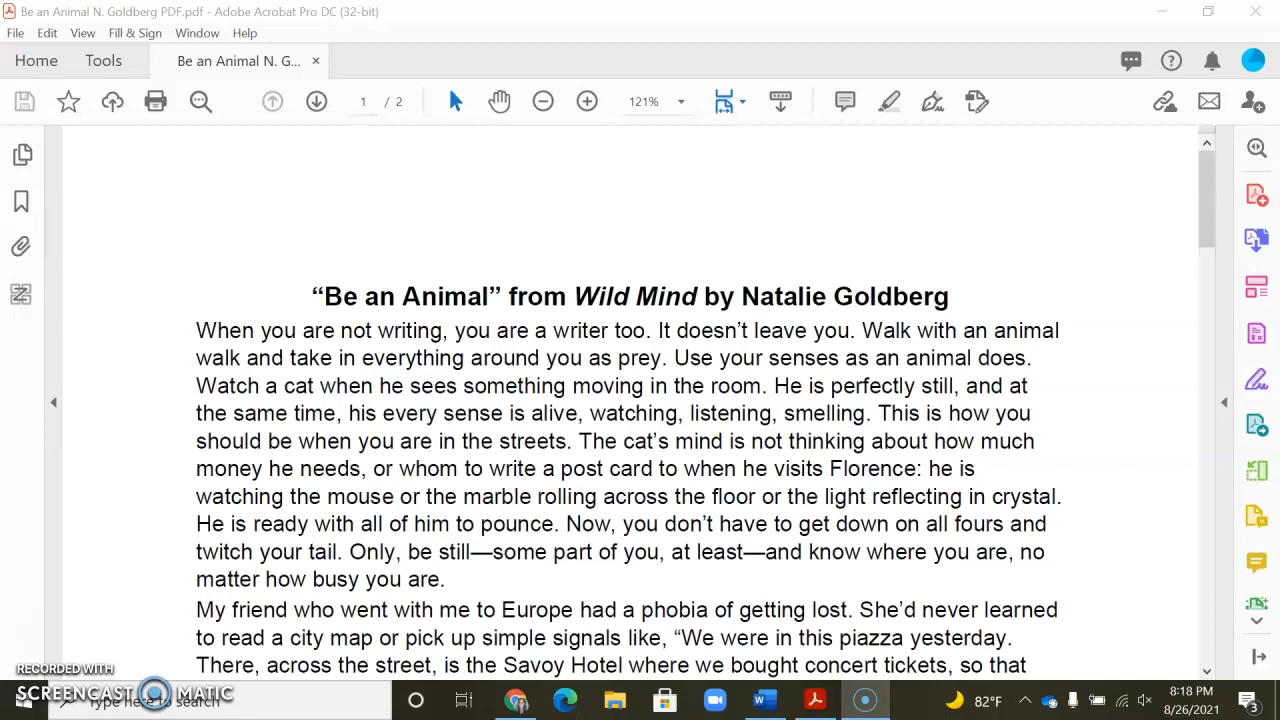 Be an Animal N. Goldberg PDF.pdf - Adobe Acrobat Pro DC (32-bit)
File Edit View Fill & Sign Window Help
Home Tools Be an Animal N. G... ×
1 / 2 121%
“Be an Animal” from Wild Mind by Natalie Goldberg
When you are not writing, you are a writer too. It doesn’t leave you. Walk with an animal
walk and take in everything around you as prey. Use your senses as an animal does.
Watch a cat when he sees something moving in the room. He is perfectly still, and at
the same time, his every sense is alive, watching, listening, smelling. This is how you
should be when you are in the streets. The cat’s mind is not thinking about how much
money he needs, or whom to write a post card to when he visits Florence: he is
watching the mouse or the marble rolling across the floor or the light reflecting in crystal.
He is ready with all of him to pounce. Now, you don’t have to get down on all fours and
twitch your tail. Only, be still—some part of you, at least—and know where you are, no
matter how busy you are.
My friend who went with me to Europe had a phobia of getting lost. She’d never learned
to read a city map or pick up simple signals like, “We were in this piazza yesterday.
There, across the street, is the Savoy Hotel where we bought concert tickets, so that
RECORDED WITH
SCREENCAST MATIC
Type here to search
82°F
8:18 PM
8/26/2021
3